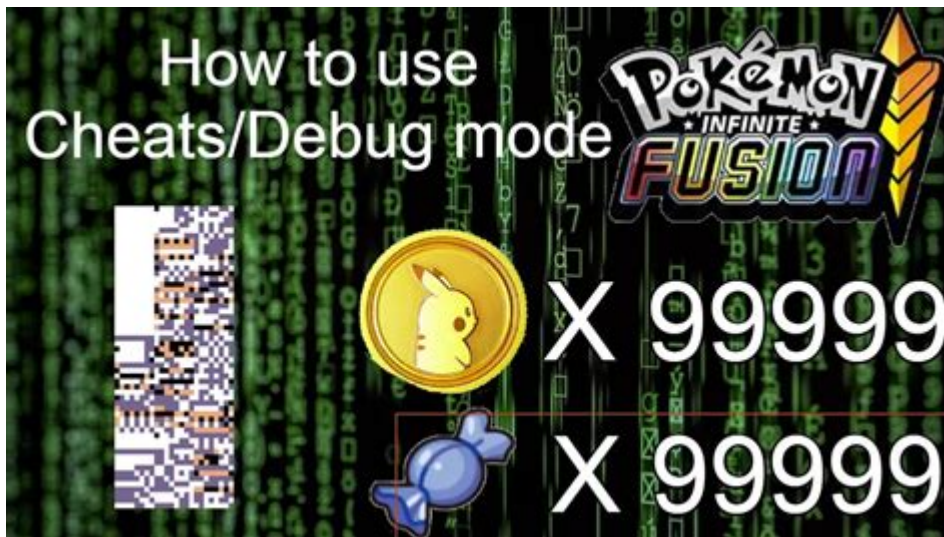 How to use
Cheats/Debug mode
POKéMON
INFINITE
FUSION
X 99999
X 99999